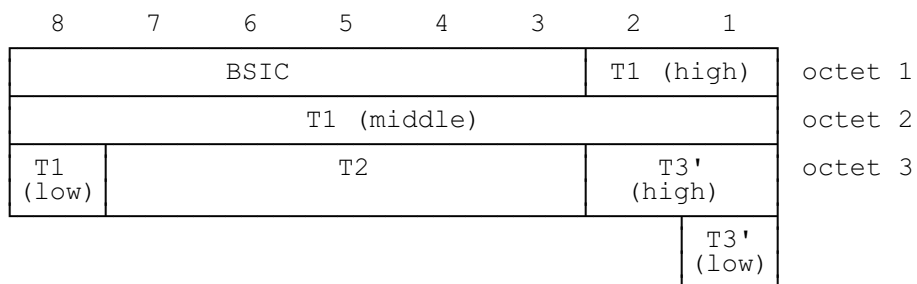 8 7 6 5 4 3 2 1
BSIC T1 (high) octet 1
T1 (middle) octet 2
T1 (low) T2 T3' (high) octet 3
T3' (low)